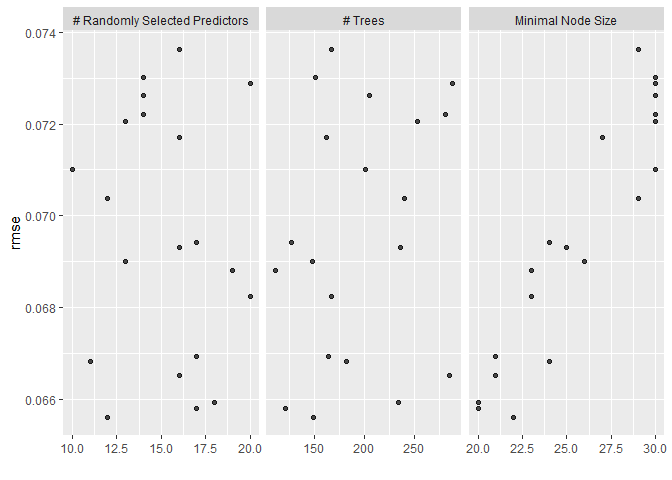 # Randomly Selected Predictors
# Trees
Minimal Node Size
0.074
0.072
0.070
0.068
0.066
rmse
10.0 12.5 15.0 17.5 20.0
150 200 250
20.0 22.5 25.0 27.5 30.0